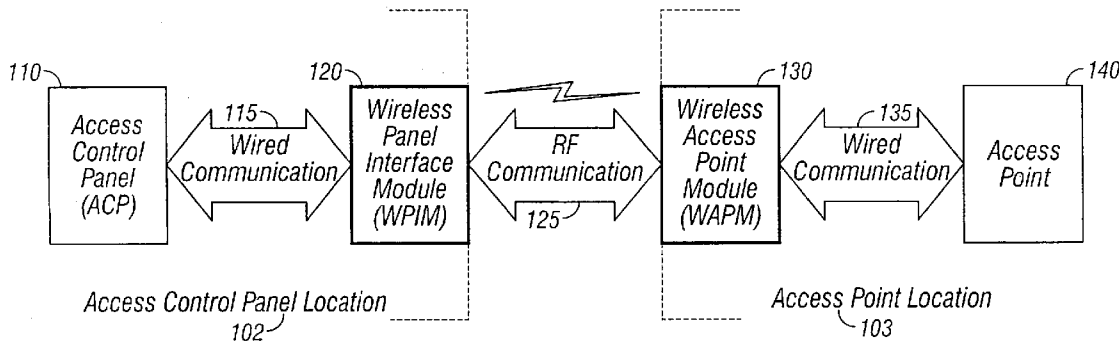 110
Access
Control
Panel
(ACP)
115
Wired
Communication
120
Wireless
Panel
Interface
Module
(WPIM)
RF
Communication
125
130
Wireless
Access
Point
Module
(WAPM)
135
Wired
Communication
140
Access
Point
Access Control Panel Location
102
Access Point Location
103